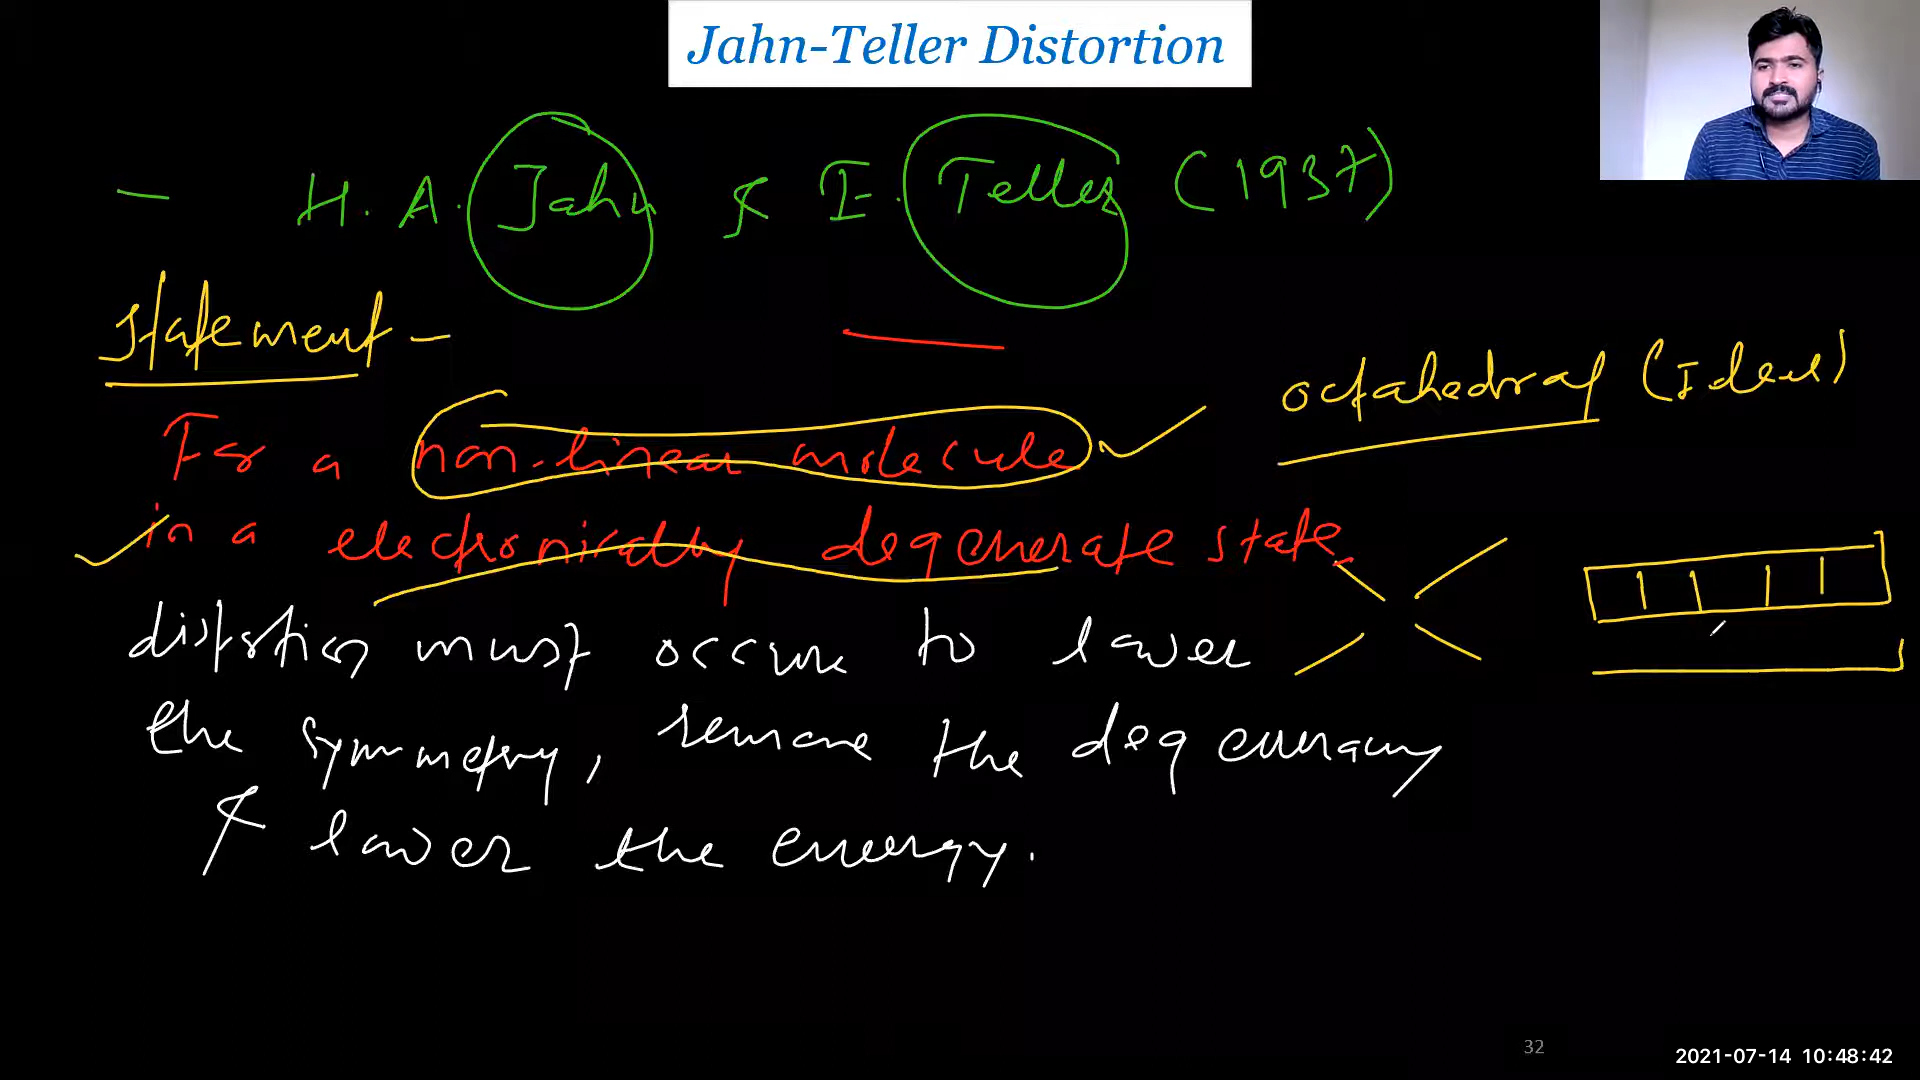 Jahn-Teller Distortion
— H. A. Jahn & E. Teller (1937)
Statement —
octahedral (Ideal)
For a non-linear molecule
in a electronically degenerate state
distortion must occur to lower
the symmetry, remove the degeneracy
& lower the energy.
32
2021-07-14 10:48:42